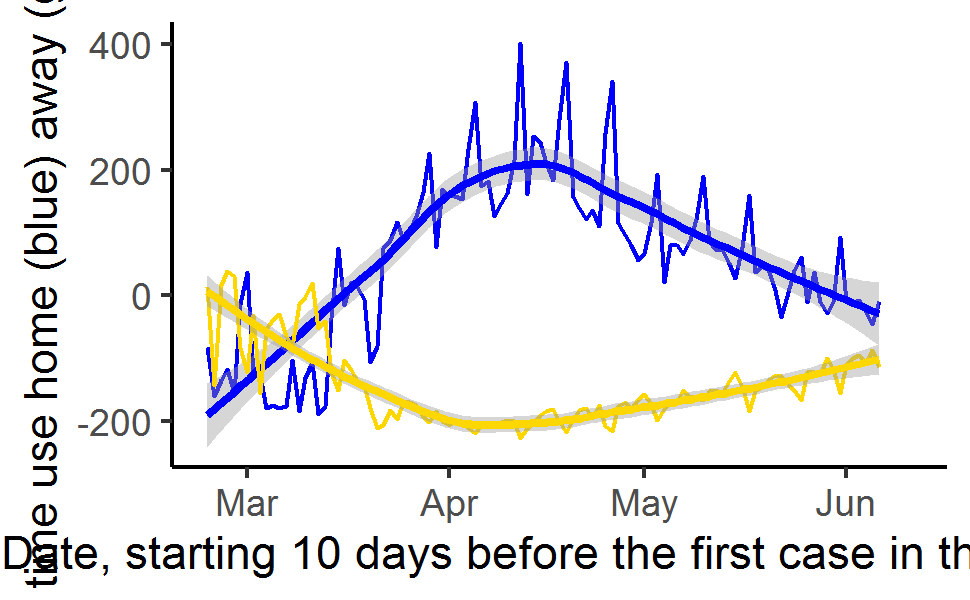 time use home (blue) away (
400
200
0
-200
Mar Apr May Jun
Date, starting 10 days before the first case in th